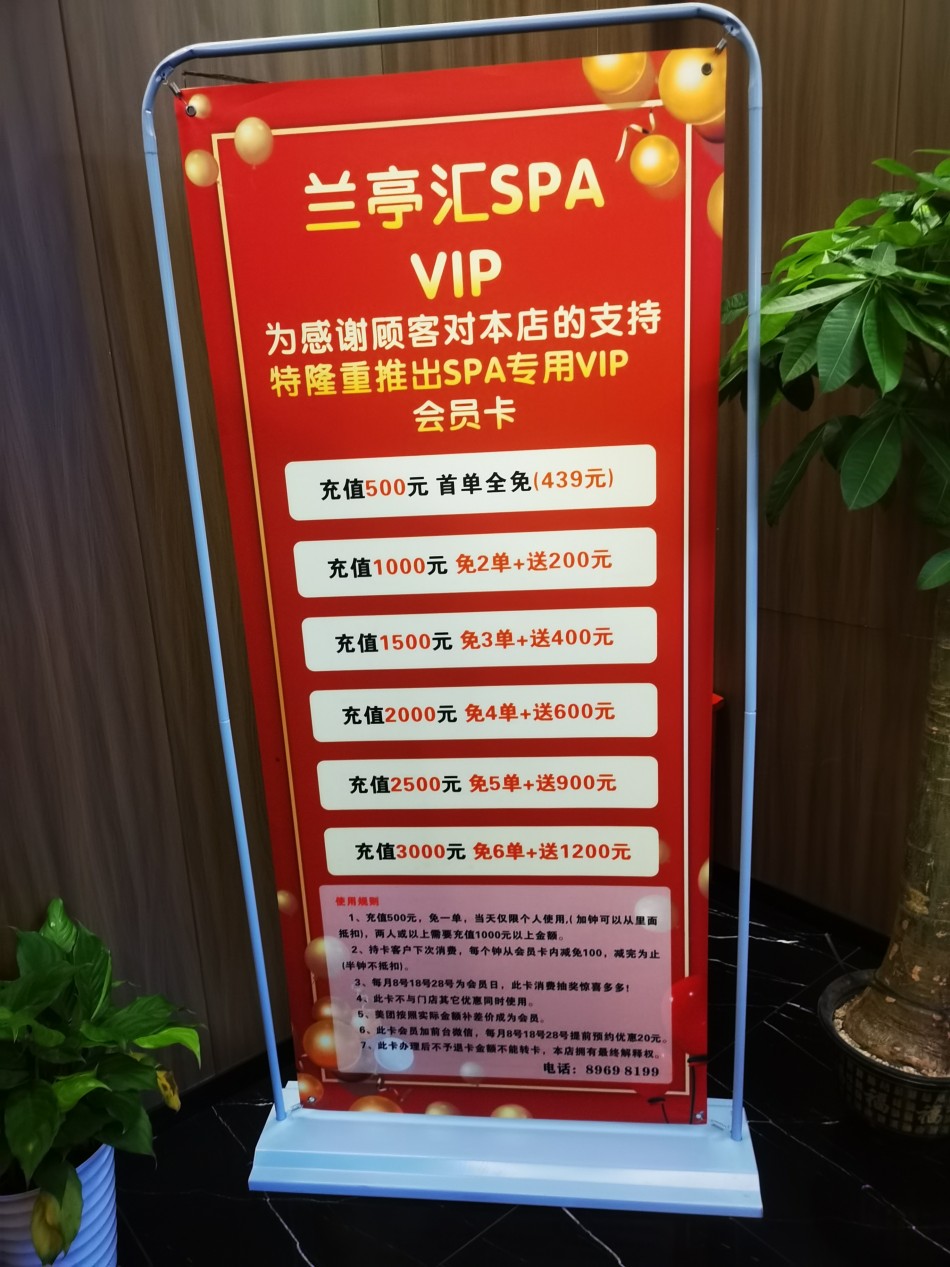 兰亭汇SPA
VIP
为感谢顾客对本店的支持
特隆重推出SPA专用VIP
会员卡
充值500元 首单全免(439元)
充值1000元 免2单+送200元
充值1500元 免3单+送400元
充值2000元 免4单+送600元
充值2500元 免5单+送900元
充值3000元 免6单+送1200元
使用规则
1、充值500元，免一单，当天仅限个人使用,(加钟可以从里面
抵扣)，两人或以上需要充值1000元以上金额。
2、待卡客户下次消费，每个钟从会员卡内减免100，减完为止
(半钟不抵扣)。
3、每月8号18号28号为会员日，此卡消费抽奖惊喜多多!
4、此卡不与门店其它优惠同时使用。
5、美团按照实际金额补差价成为会员。
6、此卡会员加前台微信，每月8号18号28号提前预约优惠20元。
7、此卡办理后不予退卡金额不能转卡，本店拥有最终解释权。
电话：8969 8199